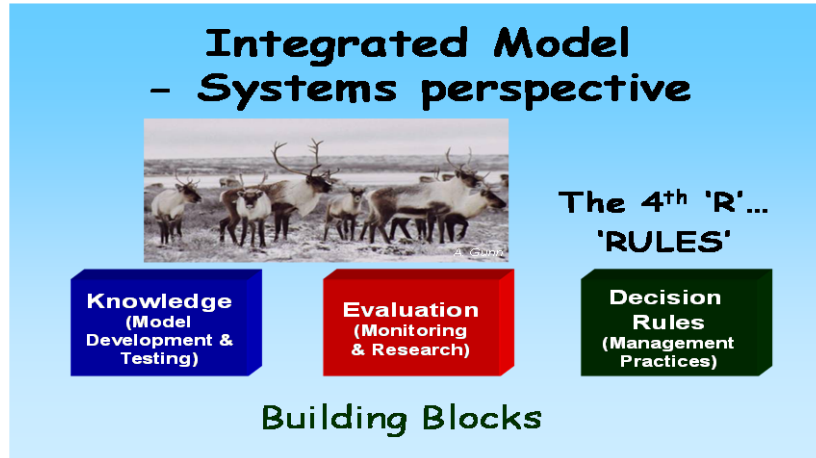 Integrated Model
- Systems perspective
A. Gunn
The 4th 'R'...
'RULES'
Knowledge
(Model
Development &
Testing)
Evaluation
(Monitoring
& Research)
Decision
Rules
(Management
Practices)
Building Blocks